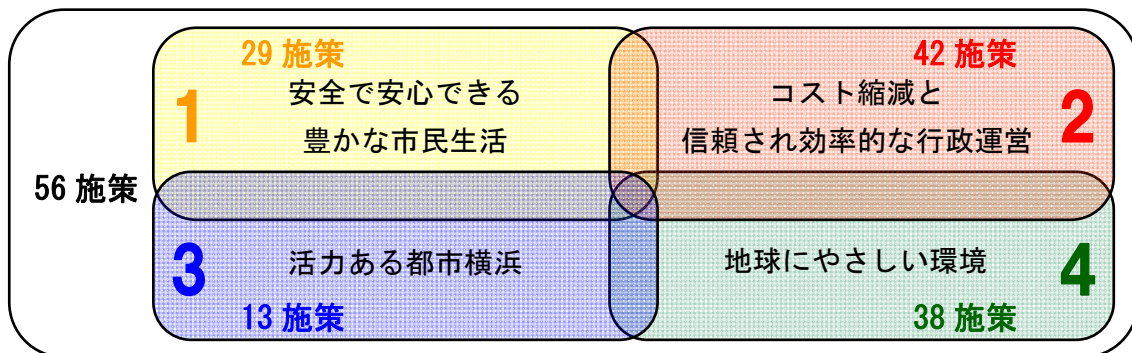 29 施策
42 施策
1
安全で安心できる
豊かな市民生活
コスト縮減と
信頼され効率的な行政運営
2
56 施策
3
活力ある都市横浜
地球にやさしい環境
4
13 施策
38 施策